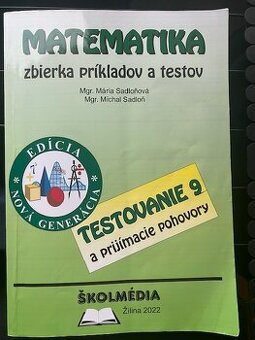 MATEMATIKA
zbierka príkladov a testov
Mgr. Mária Sadloňová
Mgr. Michal Sadloň
EDÍCIA
NOVÁ GENERÁCIA
TESTOVANIE 9
a prijímacie pohovory
ŠKOLMÉDIA
Žilina 2022